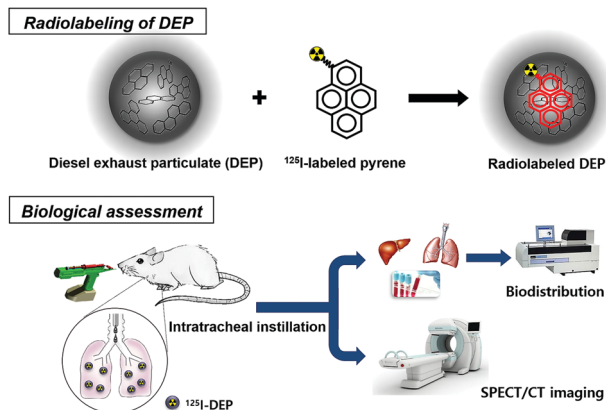 Radiolabeling of DEP
Diesel exhaust particulate (DEP)
+
¹²⁵I-labeled pyrene
Radiolabeled DEP
Biological assessment
Intratracheal instillation
Biodistribution
¹²⁵I-DEP
SPECT/CT imaging